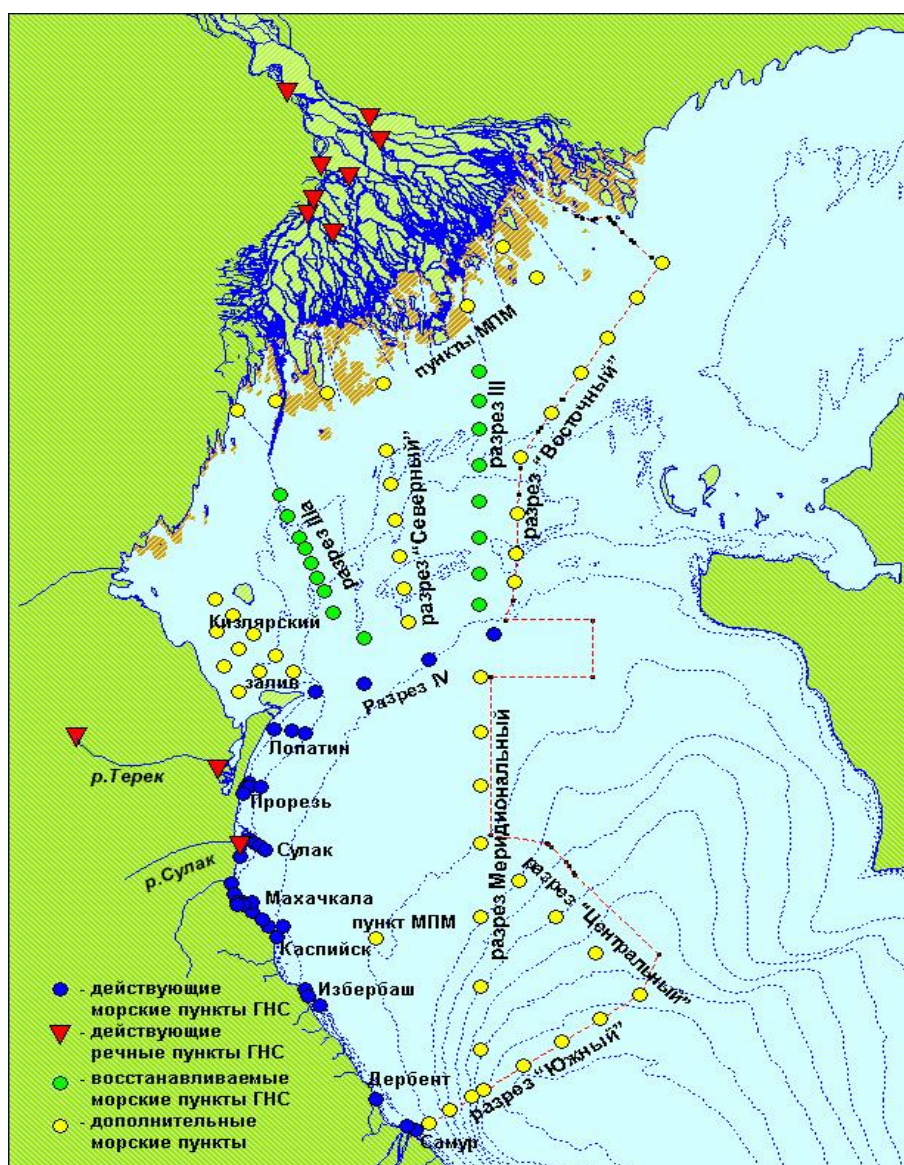 пункты МПМ
разрез III
разрез "Восточный"
разрез "Северный"
разрез IIIа
Кизлярский
залив
Разрез IV
Лопатин
р.Терек
Прорезь
разрез Меридиональный
Сулак
р.Сулак
разрез "Центральный"
Махачкала
пункт МПМ
Каспийск
Избербаш
разрез "Южный"
Дербент
Самур
- действующие
морские пункты ГНС
- действующие
речные пункты ГНС
- восстанавливаемые
морские пункты ГНС
- дополнительные
морские пункты